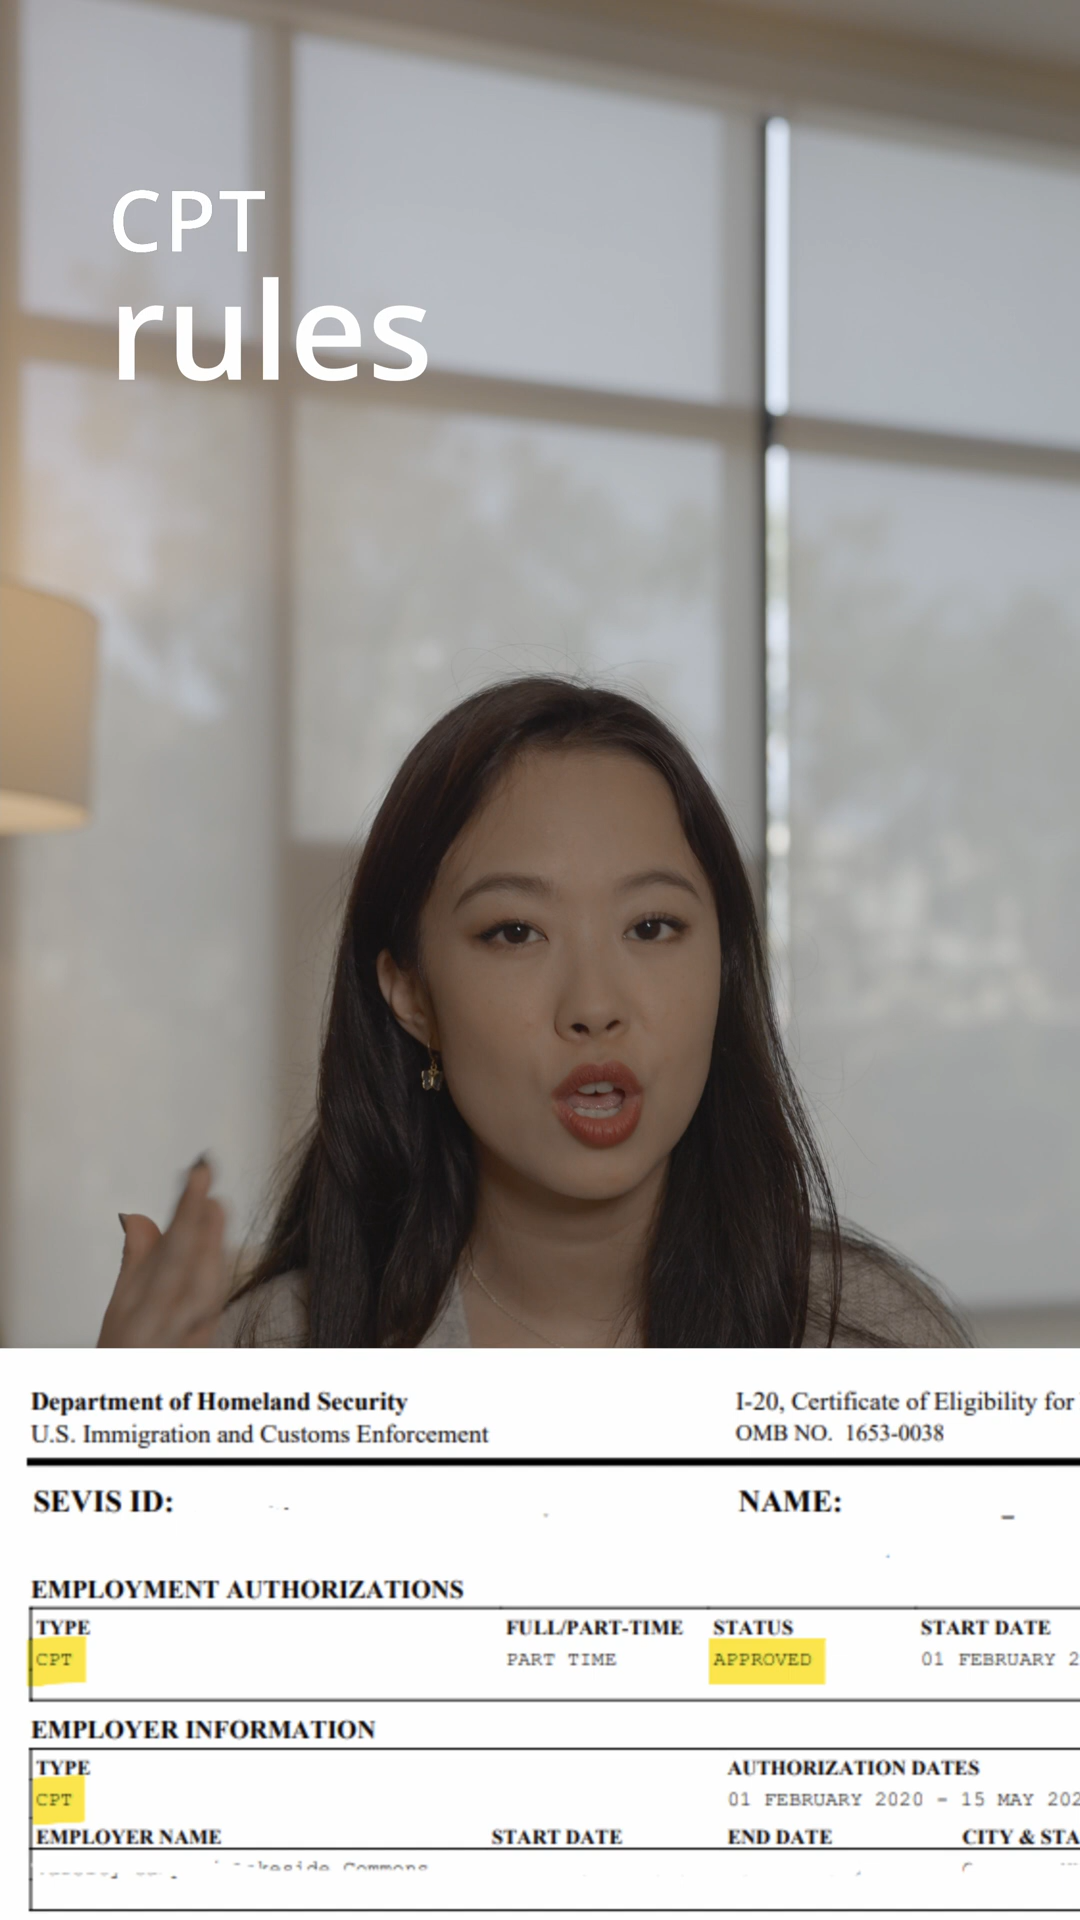 CPT
rules
Department of Homeland Security
I-20, Certificate of Eligibility for
U.S. Immigration and Customs Enforcement
OMB NO. 1653-0038
SEVIS ID:
NAME:
EMPLOYMENT AUTHORIZATIONS
TYPE FULL/PART-TIME STATUS START DATE
CPT PART TIME APPROVED 01 FEBRUARY
EMPLOYER INFORMATION
TYPE AUTHORIZATION DATES
CPT 01 FEBRUARY 2020 - 15 MAY
EMPLOYER NAME START DATE END DATE CITY &
Commons